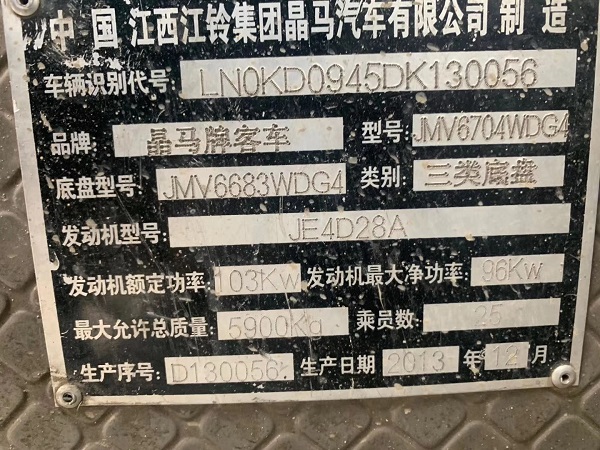 中国江西江铃集团晶马汽车有限公司 制造
车辆识别代号: LN0KD0945DK130056
品牌: 晶马牌客车 型号: JMV6704WDG4
底盘型号: JMV6683WDG4 类别: 三类底盘
发动机型号: JE4D28A
发动机额定功率: 103Kw 发动机最大净功率: 96Kw
最大允许总质量: 5900Kg 乘员数: 25
生产序号: D130056 生产日期 2013 年 12 月